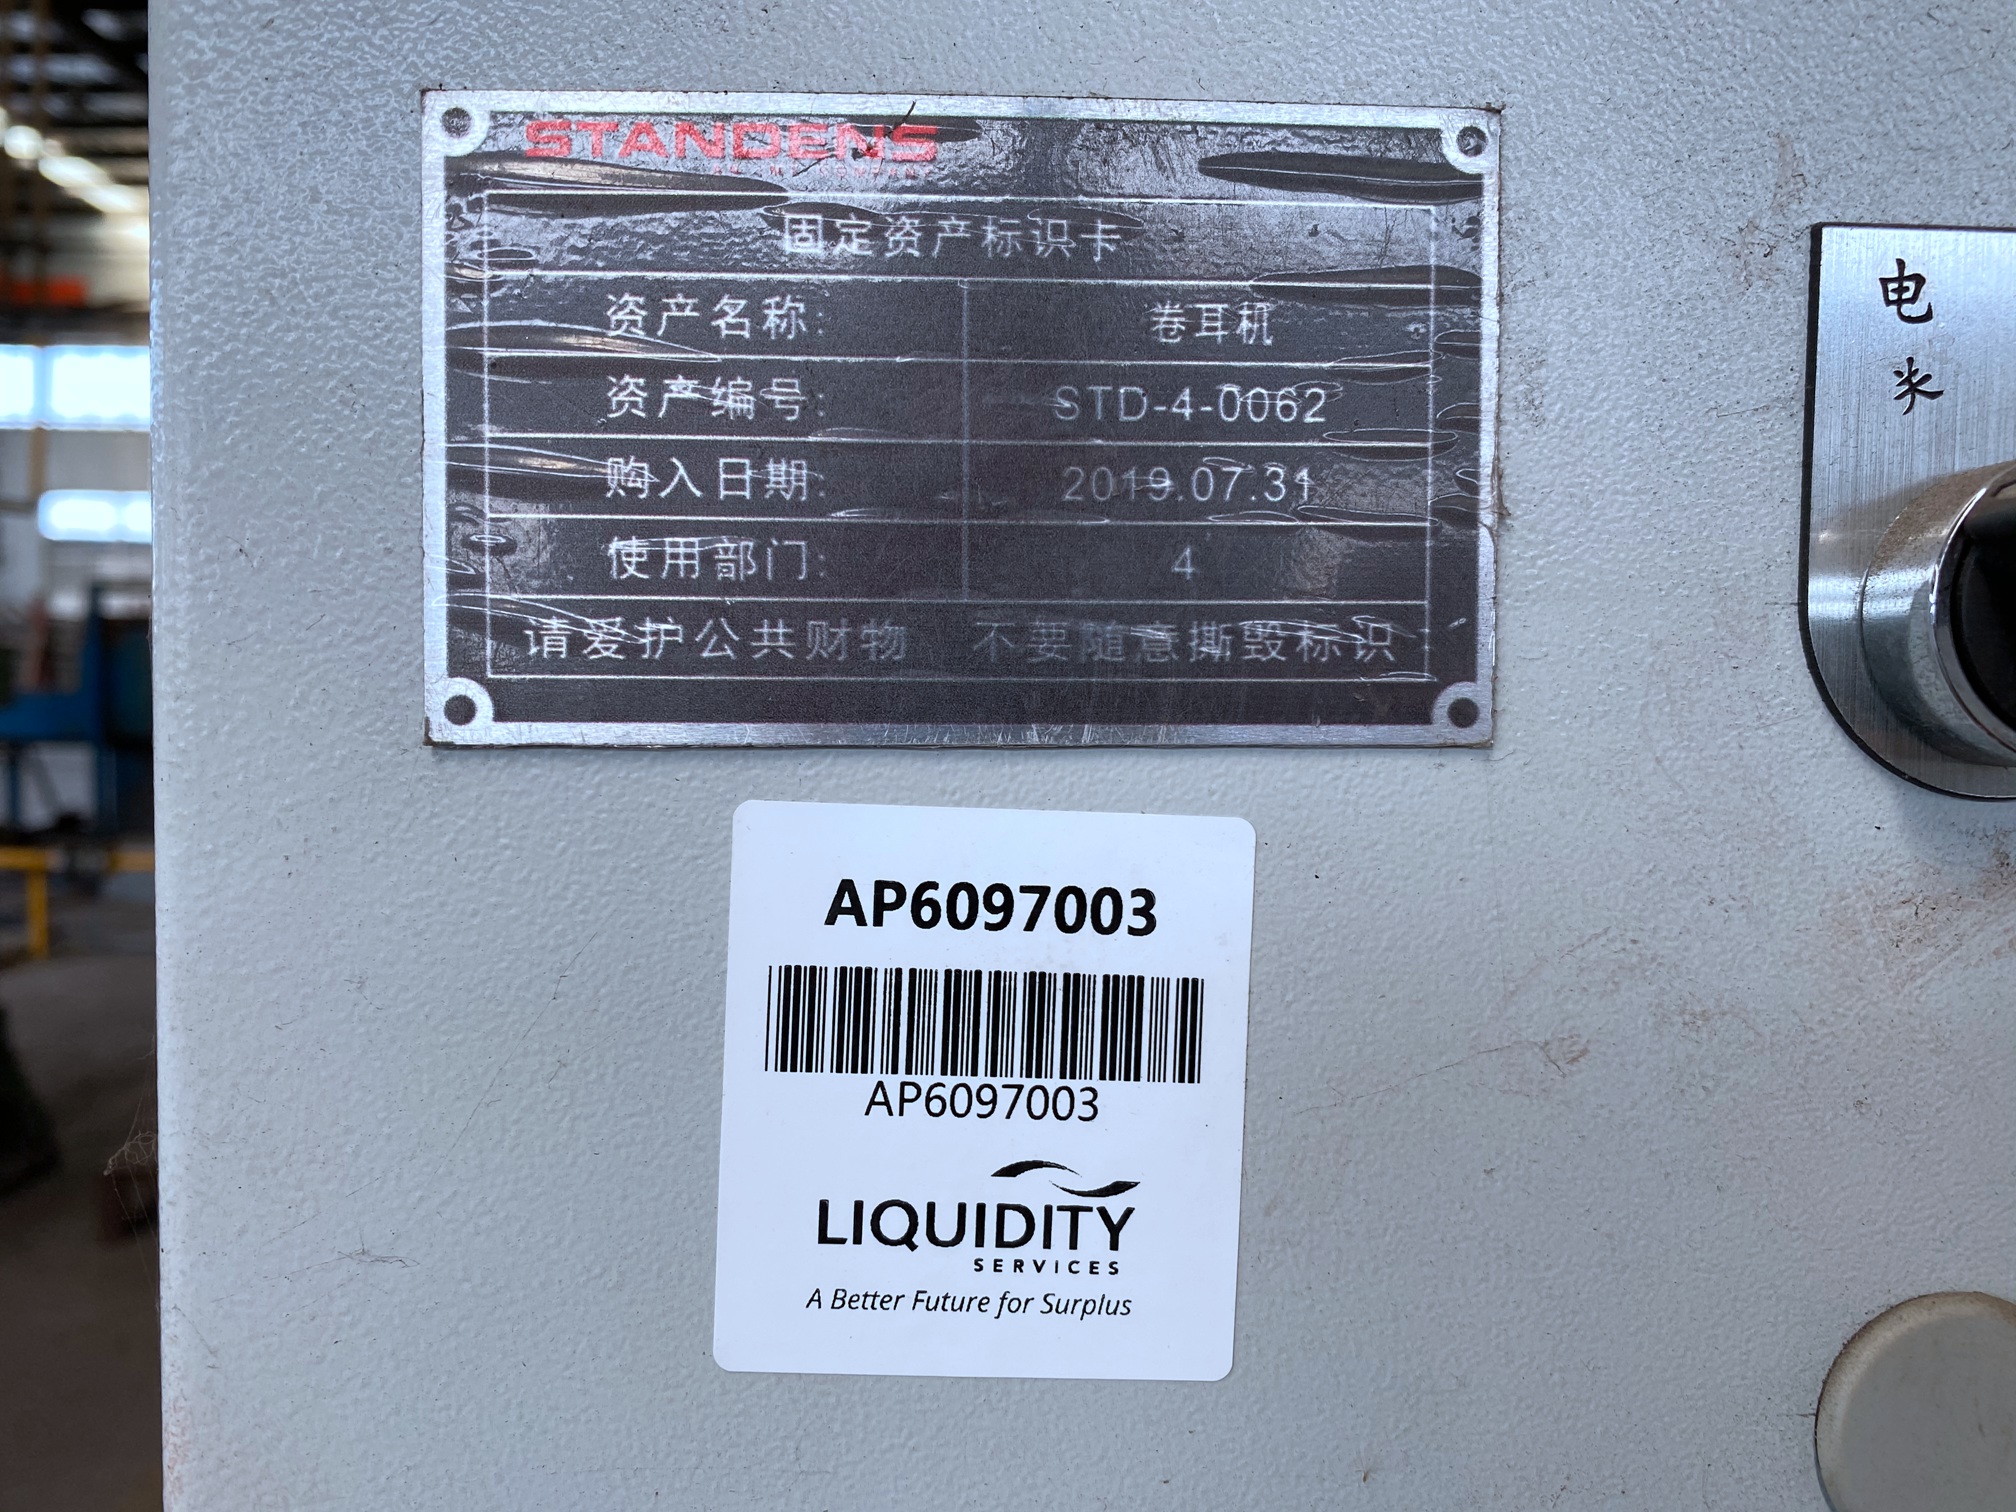 STANDENS
固定资产标识卡
资产名称: 卷耳机
资产编号: STD-4-0062
购入日期: 2019.07.31
使用部门: 4
请爱护公共财物 不要随意撕毁标识
电
AP6097003
AP6097003
LIQUIDITY
SERVICES
A Better Future for Surplus